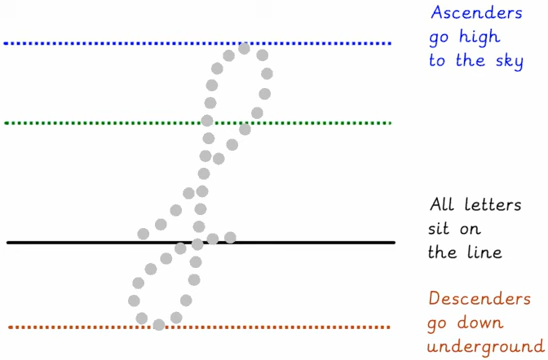 f
Ascenders
go high
to the sky
All letters
sit on
the line
Descenders
go down
underground